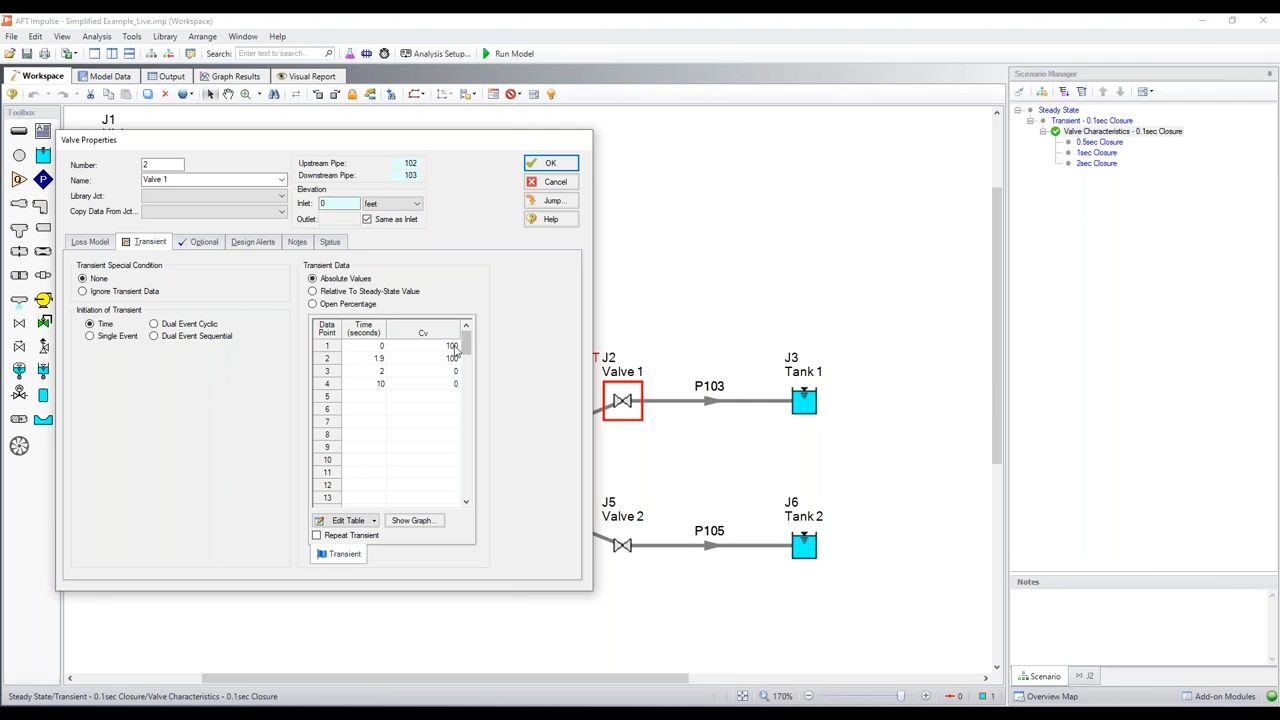 AFT Impulse - Simplified Example_Live.imp (Workspace)
File Edit View Analysis Tools Library Arrange Window Help
Search: Enter text to search... Analysis Setup... Run Model
Workspace Model Data Output Graph Results Visual Report
Toolbox
J1
Valve Properties
Number: 2
Name: Valve 1
Library Jct:
Copy Data From Jct...
Upstream Pipe: 102
Downstream Pipe: 103
Elevation
Inlet: 0 feet
Outlet: Same as Inlet
OK
Cancel
Jump...
Help
Loss Model Transient Optional Design Alerts Notes Status
Transient Special Condition
None
Ignore Transient Data
Initiation of Transient
Time Dual Event Cyclic
Single Event Dual Event Sequential
Transient Data
Absolute Values
Relative To Steady-State Value
Open Percentage
Data Point Time (seconds) Cv
1 0 100
2 1.9 100
3 2 0
4 10 0
5
6
7
8
9
10
11
12
13
Edit Table Show Graph...
Repeat Transient
Transient
T J2
Valve 1
P103
J3
Tank 1
J5
Valve 2
P105
J6
Tank 2
Scenario Manager
Steady State
Transient - 0.1sec Closure
Valve Characteristics - 0.1sec Closure
0.5sec Closure
1sec Closure
2sec Closure
Notes
Scenario J2
Steady State/Transient - 0.1sec Closure/Valve Characteristics - 0.1sec Closure
170%
0
1
Overview Map
Add-on Modules